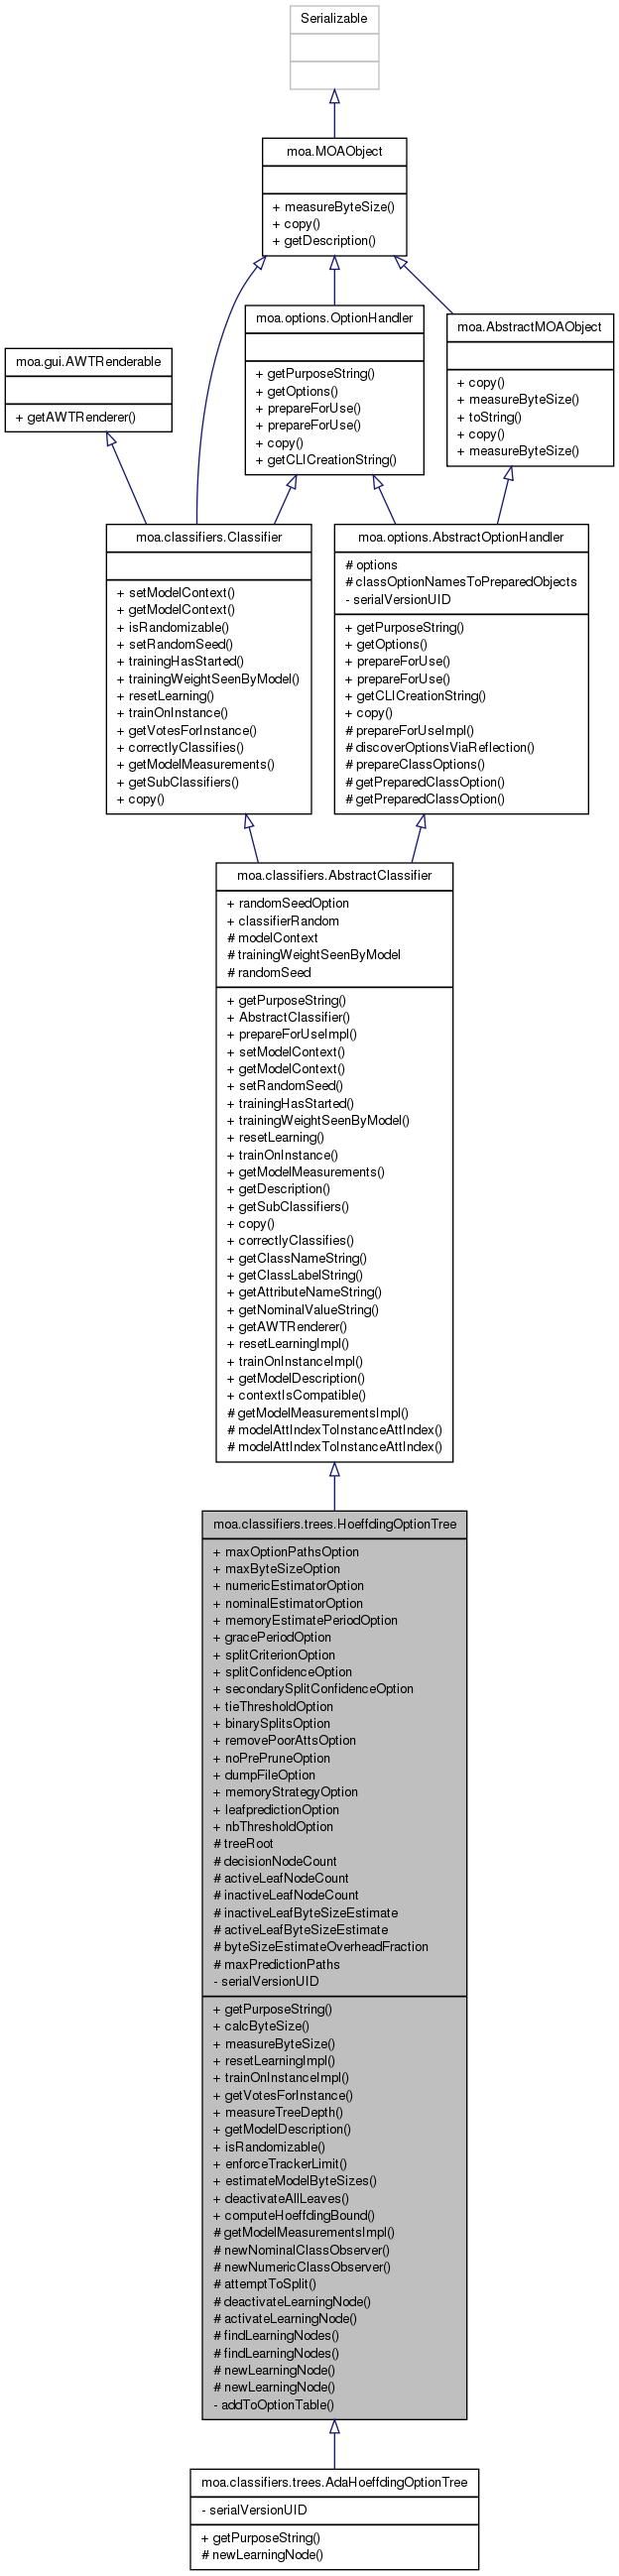 Serializable
moa.MOAObject
+ measureByteSize()
+ copy()
+ getDescription()
moa.options.OptionHandler
+ getPurposeString()
+ getOptions()
+ prepareForUse()
+ prepareForUse()
+ copy()
+ getCLICreationString()
moa.AbstractMOAObject
+ copy()
+ measureByteSize()
+ toString()
+ copy()
+ measureByteSize()
moa.gui.AWTRenderable
+ getAWTRenderer()
moa.classifiers.Classifier
+ setModelContext()
+ getModelContext()
+ isRandomizable()
+ setRandomSeed()
+ trainingHasStarted()
+ trainingWeightSeenByModel()
+ resetLearning()
+ trainOnInstance()
+ getVotesForInstance()
+ correctlyClassifies()
+ getModelMeasurements()
+ getSubClassifiers()
+ copy()
moa.options.AbstractOptionHandler
# options
# classOptionNamesToPreparedObjects
- serialVersionUID
+ getPurposeString()
+ getOptions()
+ prepareForUse()
+ prepareForUse()
+ getCLICreationString()
+ copy()
# prepareForUseImpl()
# discoverOptionsViaReflection()
# prepareClassOptions()
# getPreparedClassOption()
# getPreparedClassOption()
moa.classifiers.AbstractClassifier
+ randomSeedOption
+ classifierRandom
# modelContext
# trainingWeightSeenByModel
# randomSeed
+ getPurposeString()
+ AbstractClassifier()
+ prepareForUseImpl()
+ setModelContext()
+ getModelContext()
+ setRandomSeed()
+ trainingHasStarted()
+ trainingWeightSeenByModel()
+ resetLearning()
+ trainOnInstance()
+ getModelMeasurements()
+ getDescription()
+ getSubClassifiers()
+ copy()
+ correctlyClassifies()
+ getClassNameString()
+ getClassLabelString()
+ getAttributeNameString()
+ getNominalValueString()
+ getAWTRenderer()
+ resetLearningImpl()
+ trainOnInstanceImpl()
+ getModelDescription()
+ contextIsCompatible()
# getModelMeasurementsImpl()
# modelAttIndexToInstanceAttIndex()
# modelAttIndexToInstanceAttIndex()
moa.classifiers.trees.HoeffdingOptionTree
+ maxOptionPathsOption
+ maxByteSizeOption
+ numericEstimatorOption
+ nominalEstimatorOption
+ memoryEstimatePeriodOption
+ gracePeriodOption
+ splitCriterionOption
+ splitConfidenceOption
+ secondarySplitConfidenceOption
+ tieThresholdOption
+ binarySplitsOption
+ removePoorAttsOption
+ noPrePruneOption
+ dumpFileOption
+ memoryStrategyOption
+ leafpredictionOption
+ nbThresholdOption
# treeRoot
# decisionNodeCount
# activeLeafNodeCount
# inactiveLeafNodeCount
# inactiveLeafByteSizeEstimate
# activeLeafByteSizeEstimate
# byteSizeEstimateOverheadFraction
# maxPredictionPaths
- serialVersionUID
+ getPurposeString()
+ calcByteSize()
+ measureByteSize()
+ resetLearningImpl()
+ trainOnInstanceImpl()
+ getVotesForInstance()
+ measureTreeDepth()
+ getModelDescription()
+ isRandomizable()
+ enforceTrackerLimit()
+ estimateModelByteSizes()
+ deactivateAllLeaves()
+ computeHoeffdingBound()
# getModelMeasurementsImpl()
# newNominalClassObserver()
# newNumericClassObserver()
# attemptToSplit()
# deactivateLearningNode()
# activateLearningNode()
# findLearningNodes()
# findLearningNodes()
# newLearningNode()
# newLearningNode()
- addToOptionTable()
moa.classifiers.trees.AdaHoeffdingOptionTree
- serialVersionUID
+ getPurposeString()
# newLearningNode()